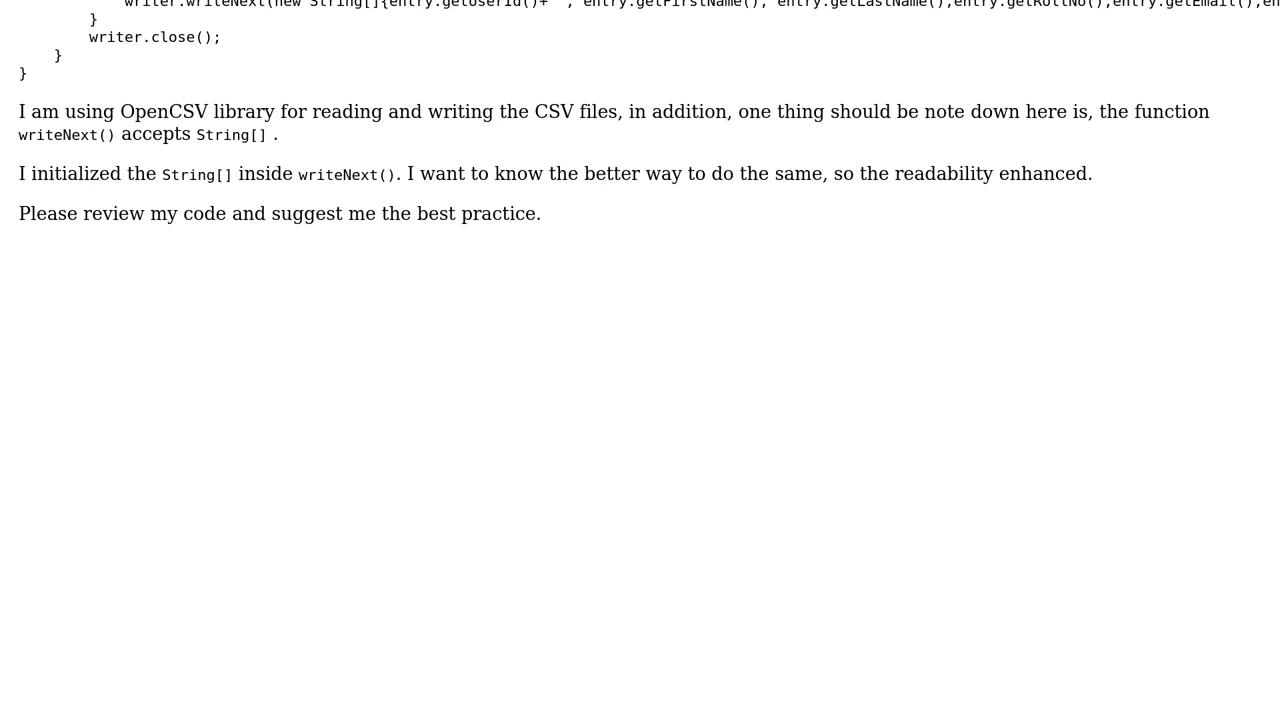 writer.writeNext(new String[]{entry.getUserId()+" ", entry.getFirstName(), entry.getLastName(),entry.getRollNo(),entry.getEmail(),en
}
writer.close();
}
}
I am using OpenCSV library for reading and writing the CSV files, in addition, one thing should be note down here is, the function
writeNext() accepts String[] .
I initialized the String[] inside writeNext(). I want to know the better way to do the same, so the readability enhanced.
Please review my code and suggest me the best practice.